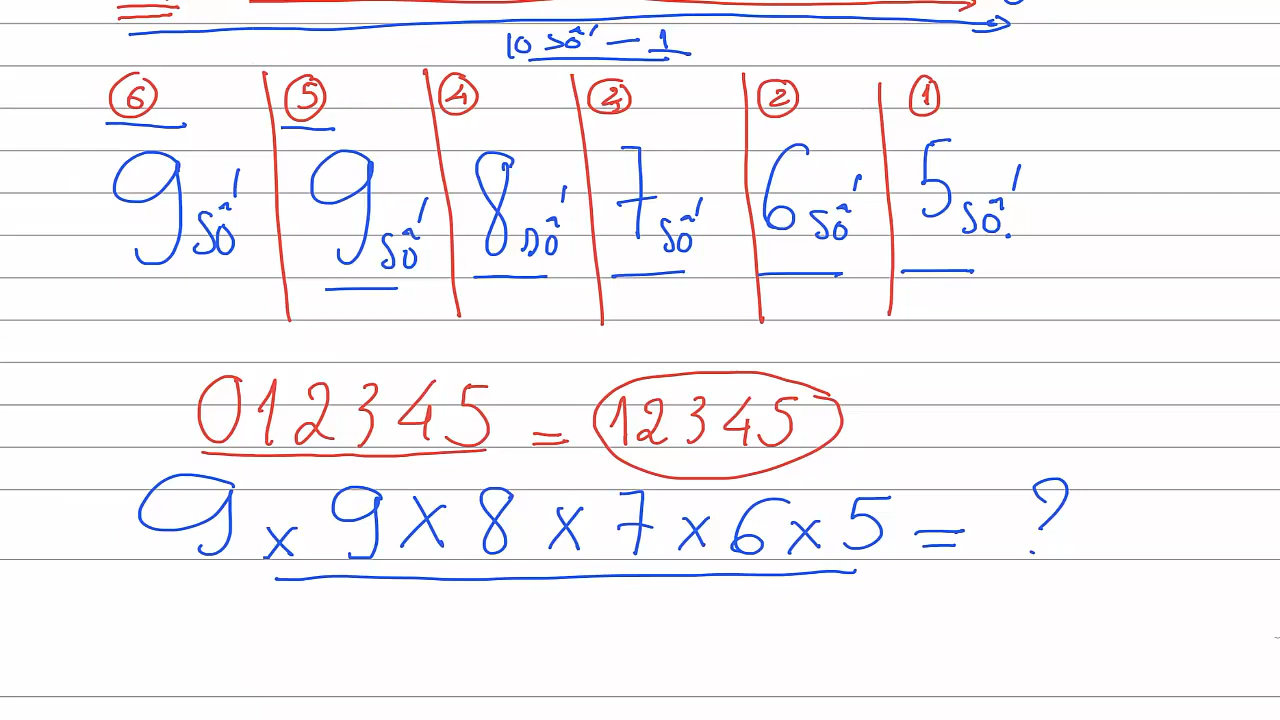 10 số - 1
6 5 4 3 2 1
9 số 9 số 8 số 7 số 6 số 5 số.
012345 = 12345
9 x 9 x 8 x 7 x 6 x 5 = ?